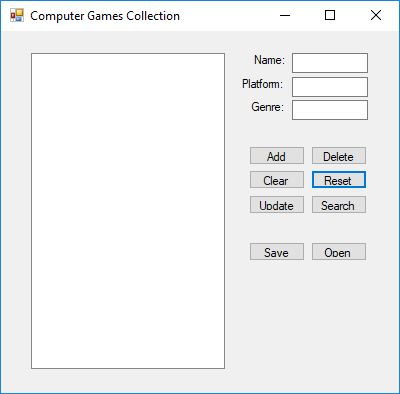 Computer Games Collection
Name:
Platform:
Genre:
Add Delete
Clear Reset
Update Search
Save Open